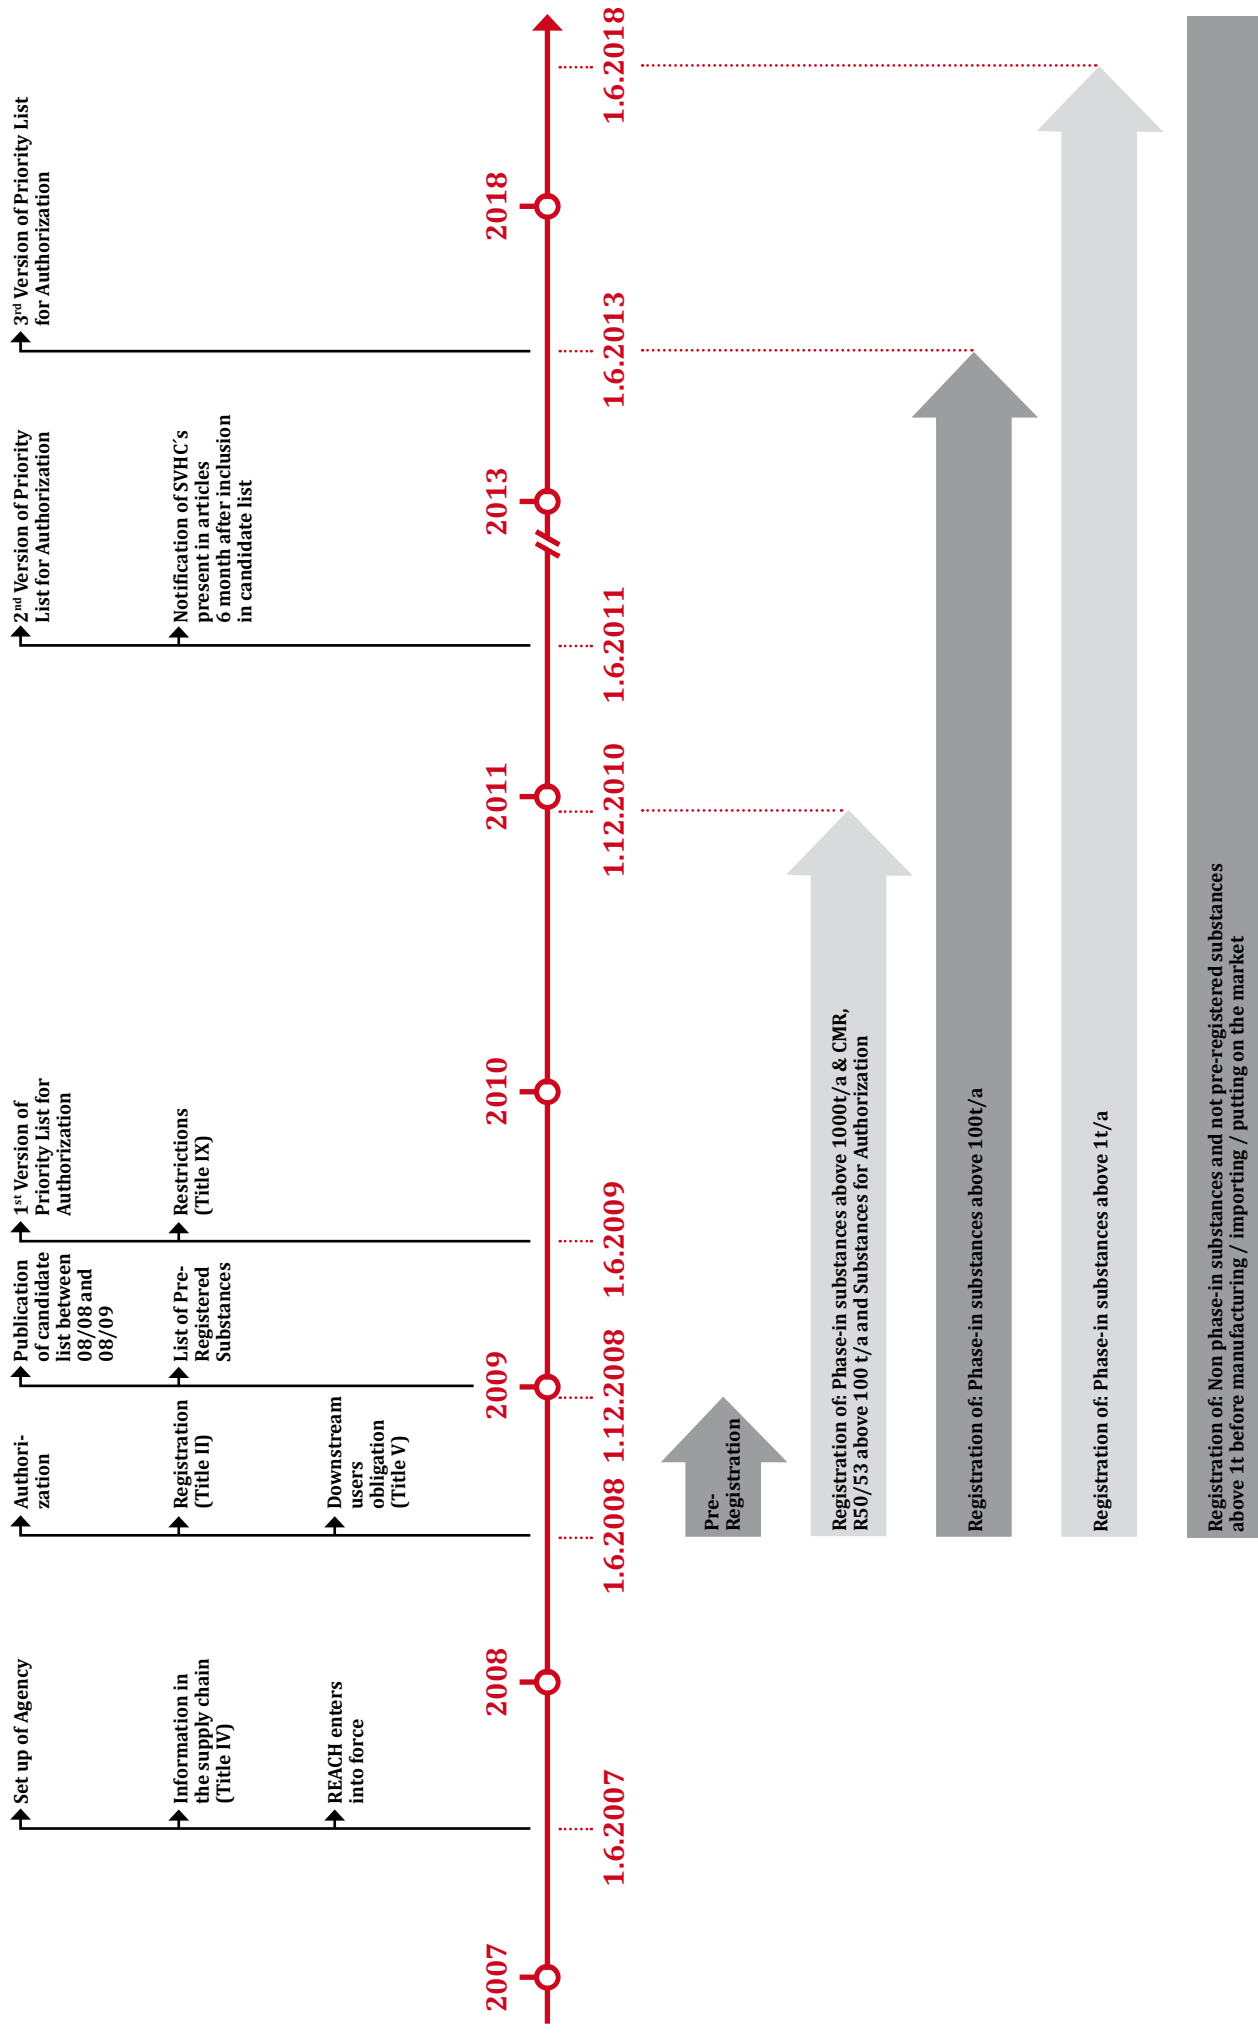 Set up of Agency
Information in
the supply chain
(Title IV)
REACH enters
into force
Authori-
zation
Registration
(Title II)
Downstream
users
obligation
(Title V)
Publication
of candidate
list between
08/08 and
08/09
List of Pre-
Registered
Substances
1st Version of
Priority List for
Authorization
Restrictions
(Title IX)
2nd Version of Priority
List for Authorization
Notification of SVHC´s
present in articles
6 month after inclusion
in candidate list
3rd Version of Priority List
for Authorization
2007
2008
2009
2010
2011
2013
2018
1.6.2007
1.6.2008
1.12.2008
1.6.2009
1.12.2010
1.6.2011
1.6.2013
1.6.2018
Pre-
Registration
Registration of: Phase-in substances above 1000t/a & CMR,
R50/53 above 100 t/a and Substances for Authorization
Registration of: Phase-in substances above 100t/a
Registration of: Phase-in substances above 1t/a
Registration of: Non phase-in substances and not pre-registered substances
above 1t before manufacturing / importing / putting on the market